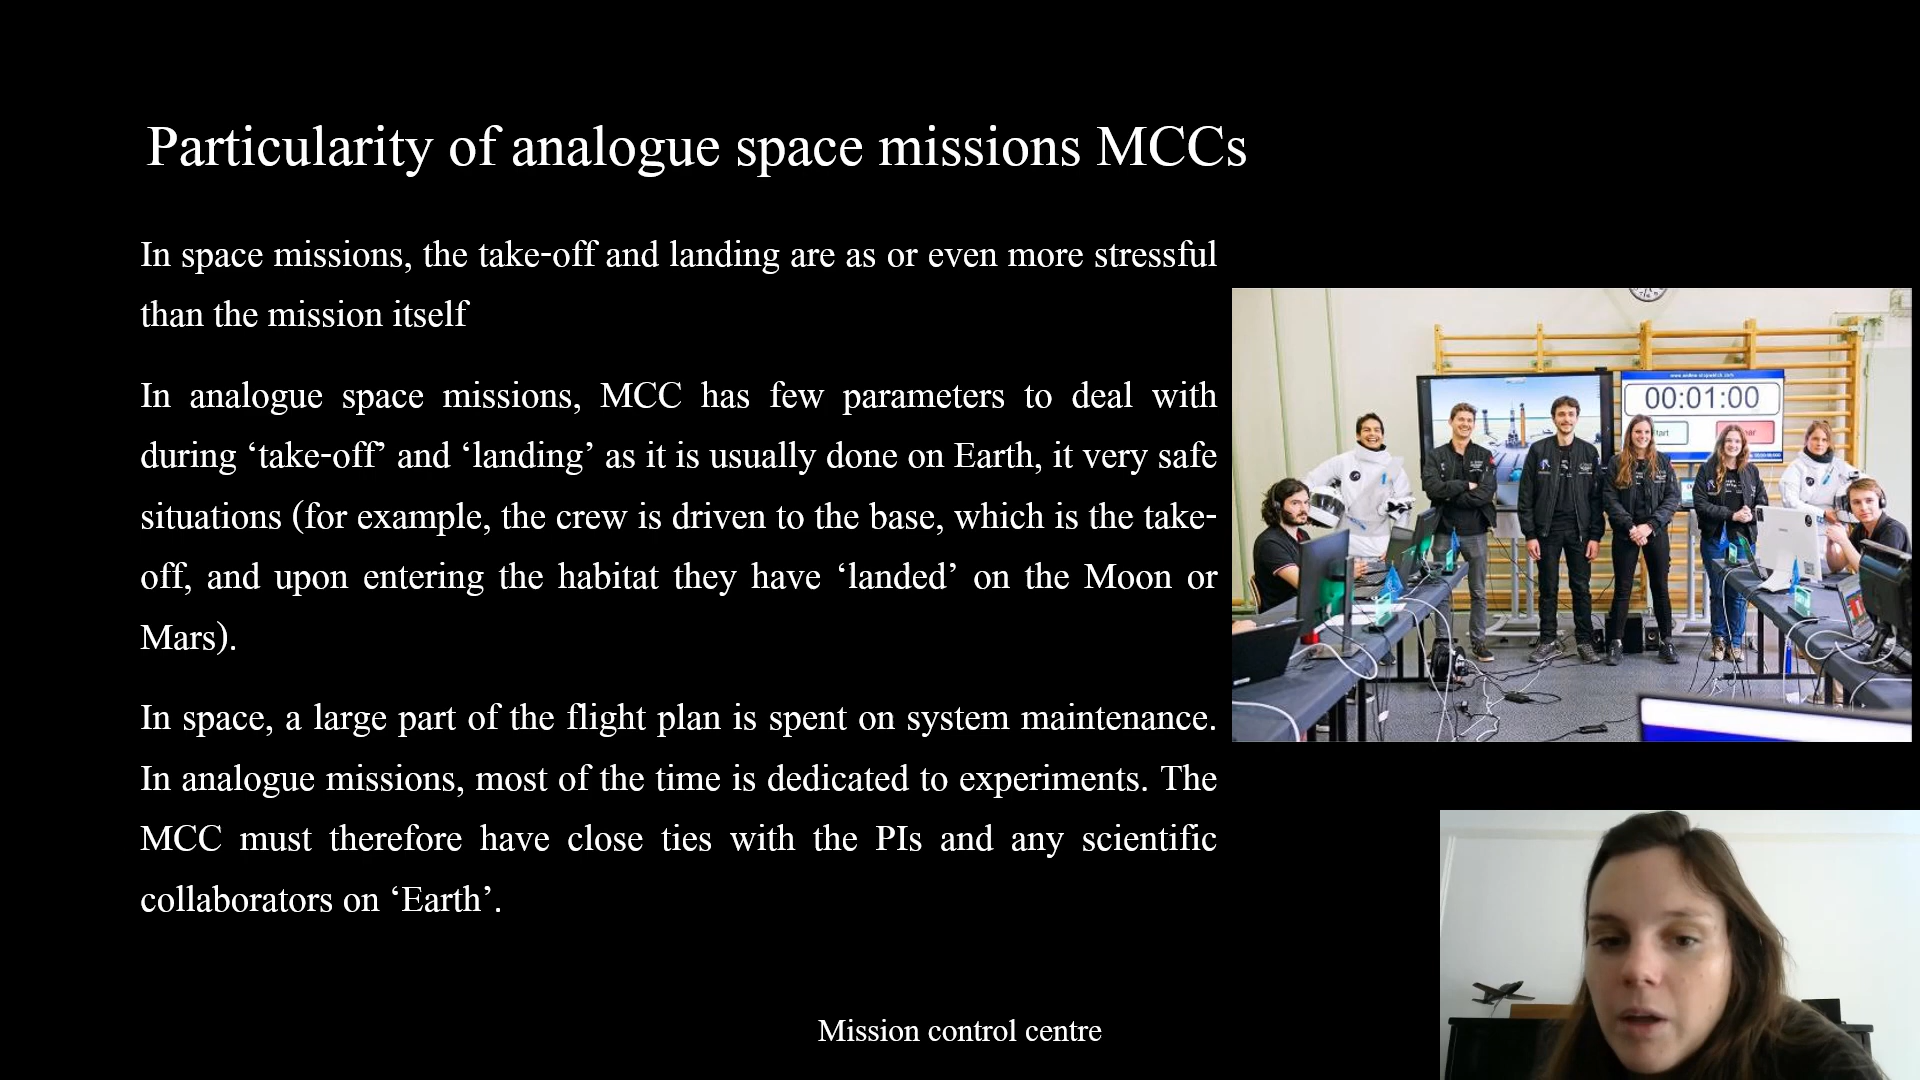 Particularity of analogue space missions MCCs
In space missions, the take-off and landing are as or even more stressful
than the mission itself
In analogue space missions, MCC has few parameters to deal with
during ‘take-off’ and ‘landing’ as it is usually done on Earth, it very safe
situations (for example, the crew is driven to the base, which is the take-
off, and upon entering the habitat they have ‘landed’ on the Moon or
Mars).
In space, a large part of the flight plan is spent on system maintenance.
In analogue missions, most of the time is dedicated to experiments. The
MCC must therefore have close ties with the PIs and any scientific
collaborators on ‘Earth’.
00:01:00
Mission control centre